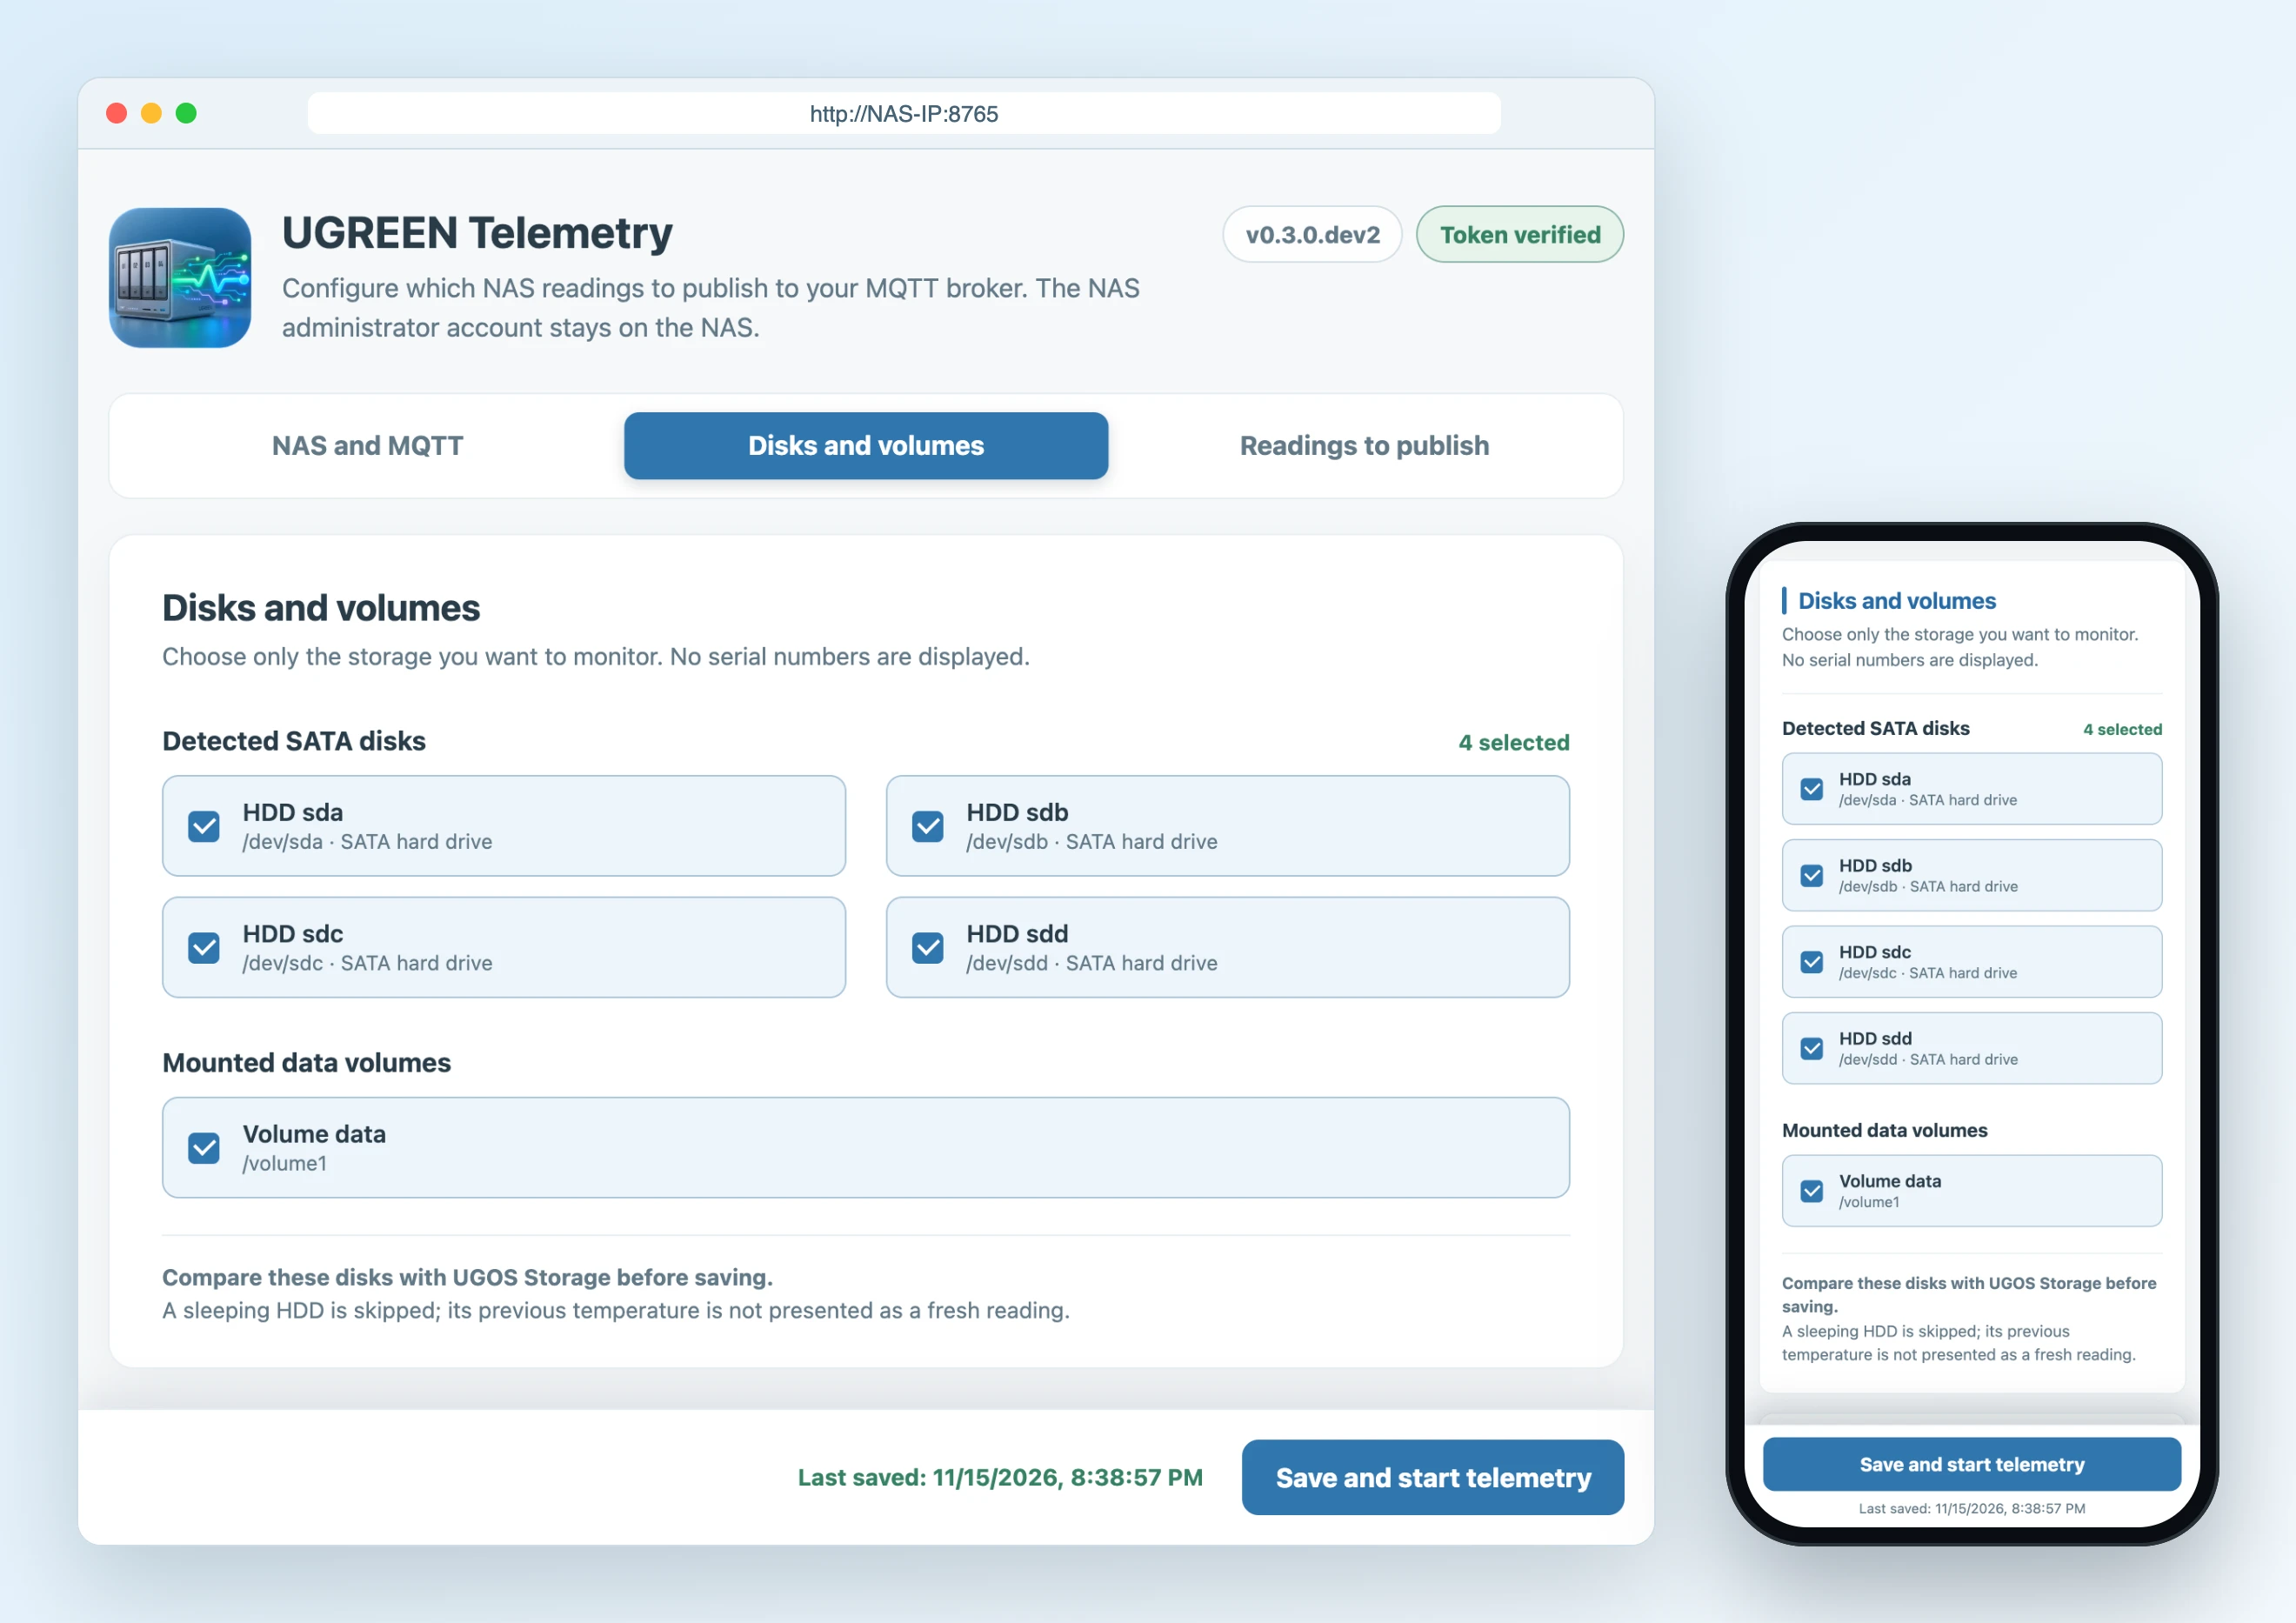 http://NAS-IP:8765
UGREEN Telemetry
v0.3.0.dev2
Token verified
Configure which NAS readings to publish to your MQTT broker. The NAS
administrator account stays on the NAS.
NAS and MQTT
Disks and volumes
Readings to publish
Disks and volumes
Choose only the storage you want to monitor. No serial numbers are displayed.
Detected SATA disks
4 selected
HDD sda
/dev/sda · SATA hard drive
HDD sdb
/dev/sdb · SATA hard drive
HDD sdc
/dev/sdc · SATA hard drive
HDD sdd
/dev/sdd · SATA hard drive
Mounted data volumes
Volume data
/volume1
Compare these disks with UGOS Storage before saving.
A sleeping HDD is skipped; its previous temperature is not presented as a fresh reading.
Last saved: 11/15/2026, 8:38:57 PM
Save and start telemetry
Disks and volumes
Choose only the storage you want to monitor.
No serial numbers are displayed.
Detected SATA disks
4 selected
HDD sda
/dev/sda · SATA hard drive
HDD sdb
/dev/sdb · SATA hard drive
HDD sdc
/dev/sdc · SATA hard drive
HDD sdd
/dev/sdd · SATA hard drive
Mounted data volumes
Volume data
/volume1
Compare these disks with UGOS Storage before
saving.
A sleeping HDD is skipped; its previous
temperature is not presented as a fresh reading.
Save and start telemetry
Last saved: 11/15/2026, 8:38:57 PM